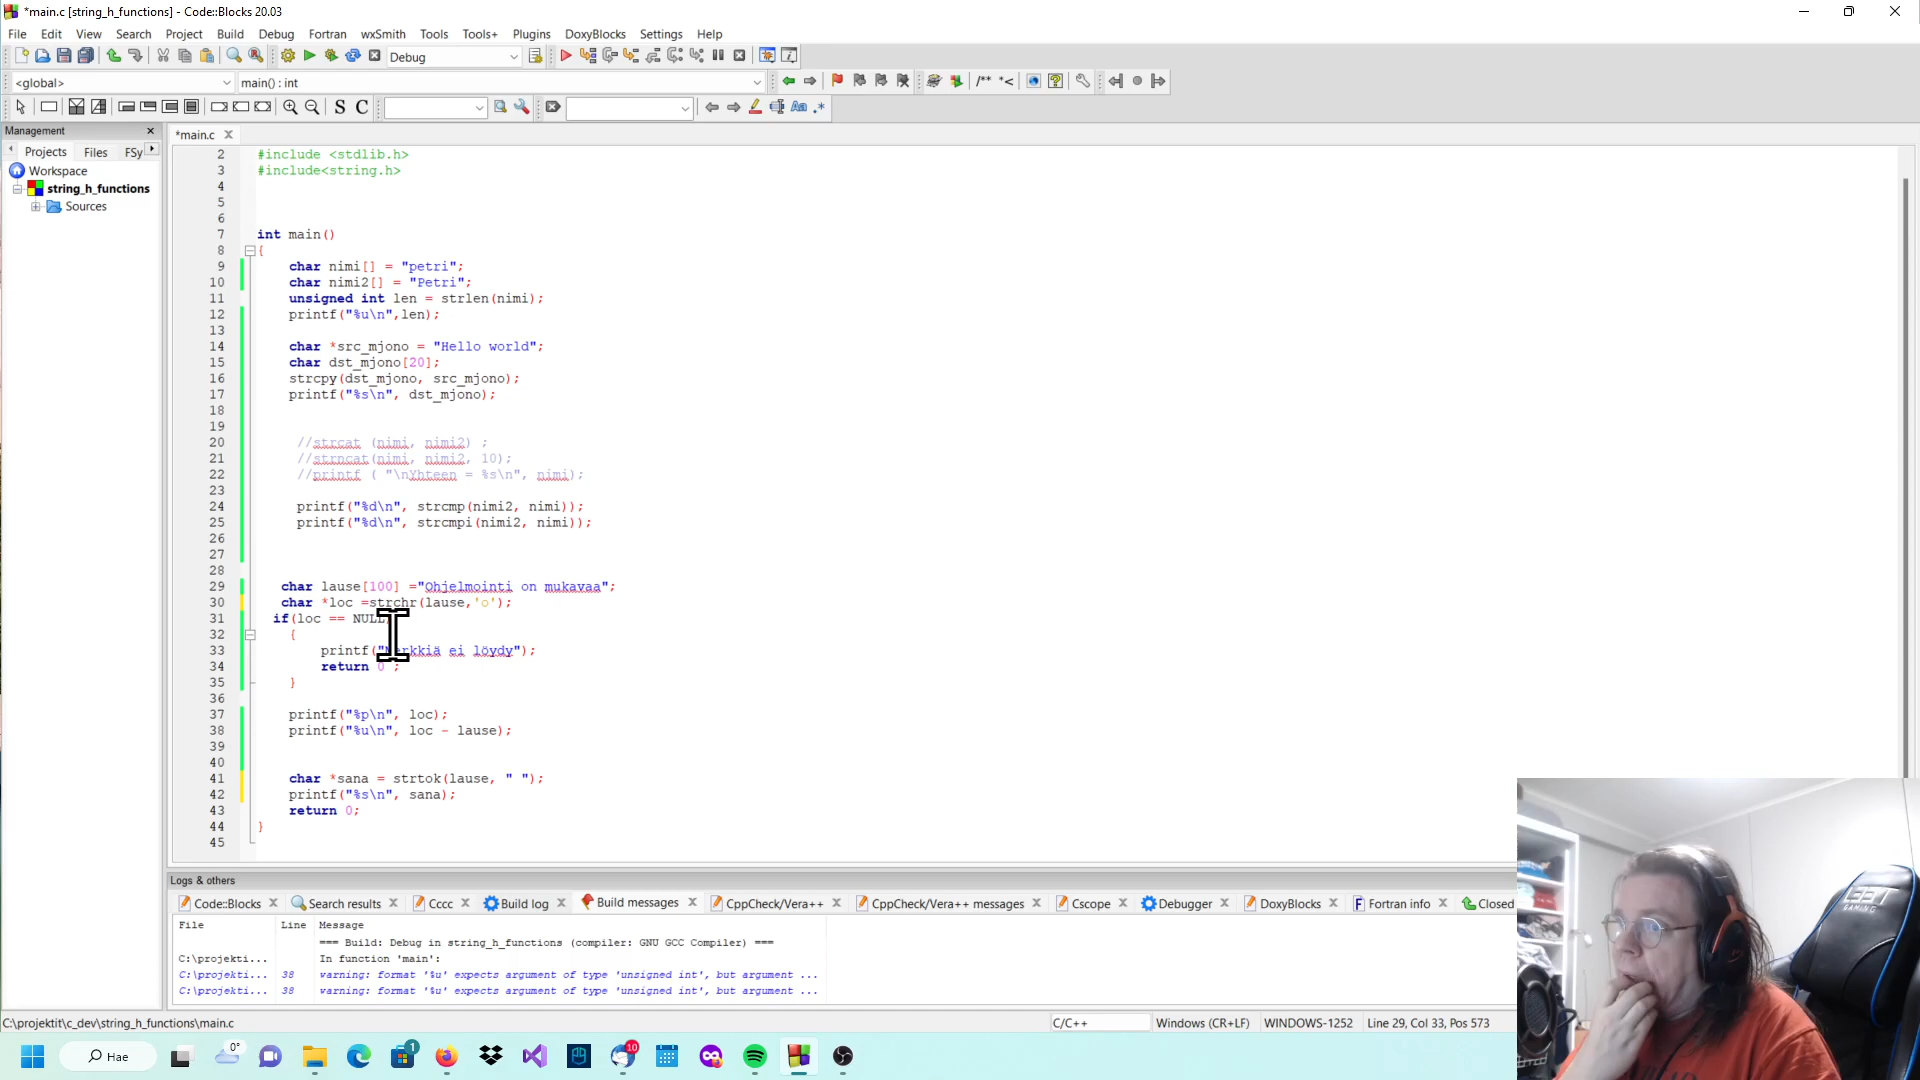 *main.c [string_h_functions] - Code::Blocks 20.03
File Edit View Search Project Build Debug Fortran wxSmith Tools Tools+ Plugins DoxyBlocks Settings Help
Debug
<global> main() : int /** *<
S C Aa .*
Management
Projects Files FSy
Workspace
string_h_functions
Sources
*main.c
2 #include <stdlib.h>
3 #include<string.h>
4
5
6
7 int main()
8 {
9 char nimi[] = "petri";
10 char nimi2[] = "Petri";
11 unsigned int len = strlen(nimi);
12 printf("%u\n",len);
13
14 char *src_mjono = "Hello world";
15 char dst_mjono[20];
16 strcpy(dst_mjono, src_mjono);
17 printf("%s\n", dst_mjono);
18
19
20 //strcat (nimi, nimi2) ;
21 //strncat(nimi, nimi2, 10);
22 //printf ( "\nYhteen = %s\n", nimi);
23
24 printf("%d\n", strcmp(nimi2, nimi));
25 printf("%d\n", strcmpi(nimi2, nimi));
26
27
28
29 char lause[100] ="Ohjelmointi on mukavaa";
30 char *loc =strchr(lause,'o');
31 if(loc == NULL)
32 {
33 printf("Merkkiä ei löydy");
34 return 0 ;
35 }
36
37 printf("%p\n", loc);
38 printf("%u\n", loc - lause);
39
40
41 char *sana = strtok(lause, " ");
42 printf("%s\n", sana);
43 return 0;
44 }
45
Logs & others
Code::Blocks Search results Cccc Build log Build messages CppCheck/Vera++ CppCheck/Vera++ messages Cscope Debugger DoxyBlocks Fortran info Closed
File Line Message
=== Build: Debug in string_h_functions (compiler: GNU GCC Compiler) ===
C:\projekti... In function 'main':
C:\projekti... 38 warning: format '%u' expects argument of type 'unsigned int', but argument ...
C:\projekti... 38 warning: format '%u' expects argument of type 'unsigned int', but argument ...
C:\projektit\c_dev\string_h_functions\main.c C/C++ Windows (CR+LF) WINDOWS-1252 Line 29, Col 33, Pos 573
0° Hae 1 10